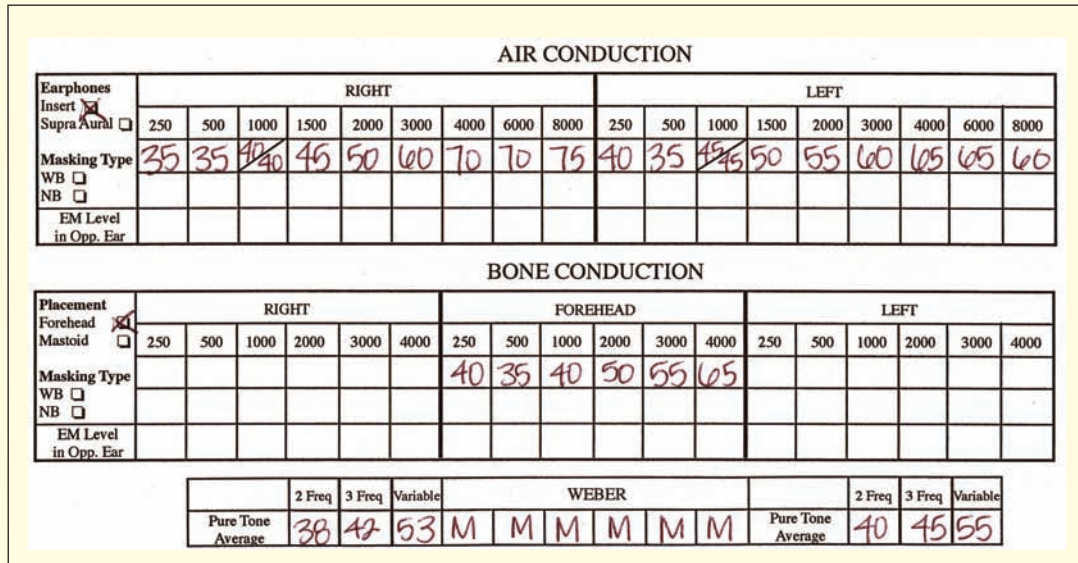 AIR CONDUCTION
Earphones RIGHT LEFT
Insert
Supra Aural 250 500 1000 1500 2000 3000 4000 6000 8000 250 500 1000 1500 2000 3000 4000 6000 8000
Masking Type 35 35 40/40 45 50 60 70 70 75 40 35 45/45 50 55 60 65 65 60
WB
NB
EM Level
in Opp. Ear
BONE CONDUCTION
Placement RIGHT FOREHEAD LEFT
Forehead
Mastoid 250 500 1000 2000 3000 4000 250 500 1000 2000 3000 4000 250 500 1000 2000 3000 4000
Masking Type 40 35 40 50 55 65
WB
NB
EM Level
in Opp. Ear
2 Freq 3 Freq Variable WEBER 2 Freq 3 Freq Variable
Pure Tone Average 38 42 53 M M M M M M Pure Tone Average 40 45 55